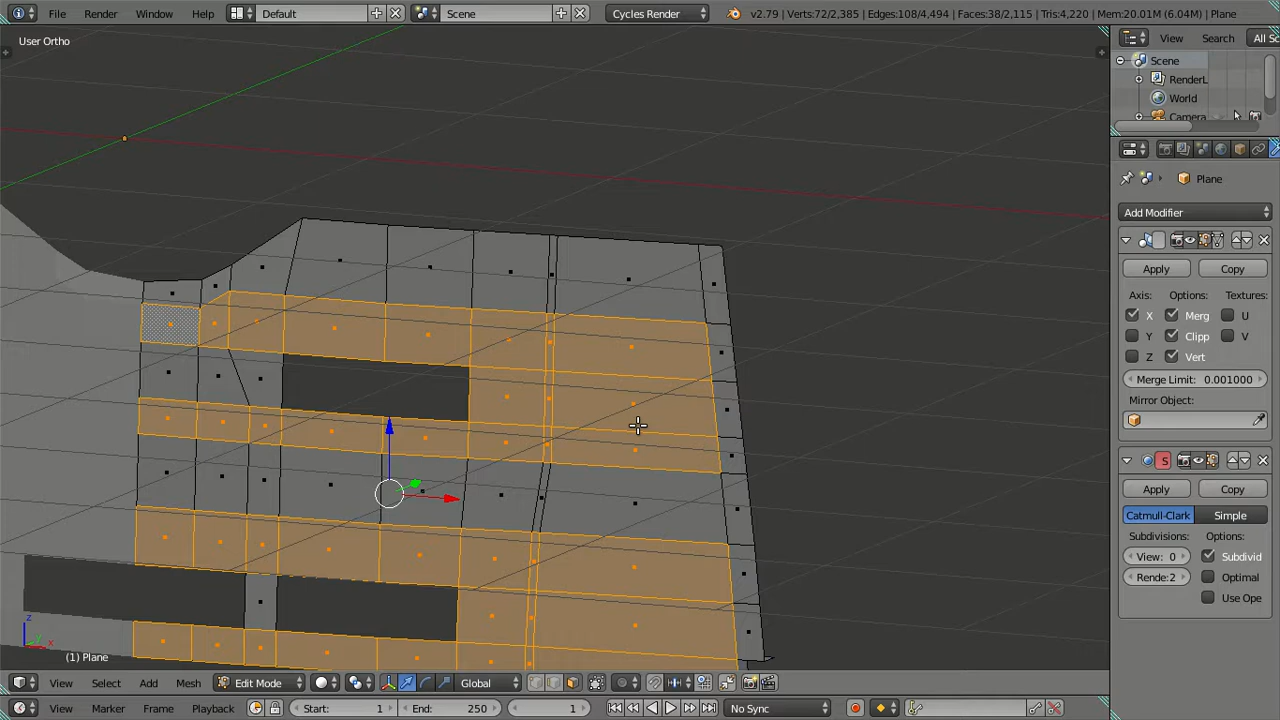 File Render Window Help Default Scene Cycles Render v2.79 | Verts:72/2,385 | Edges:108/4,494 | Faces:38/2,115 | Tris:4,220 | Mem:20.01M (6.04M) | Plane
User Ortho
View Search All Sc
Scene
RenderL
World
Camera
Plane
Add Modifier
Apply Copy
Axis: Options: Textures:
X Merg U
Y Clipp V
Z Vert
Merge Limit: 0.001000
Mirror Object:
S
Apply Copy
Catmull-Clark Simple
Subdivisions: Options:
View: 0 Subdivid
Rende:2 Optimal
Use Ope
z
y
x
(1) Plane
View Select Add Mesh Edit Mode Global
View Marker Frame Playback Start: 1 End: 250 1 No Sync